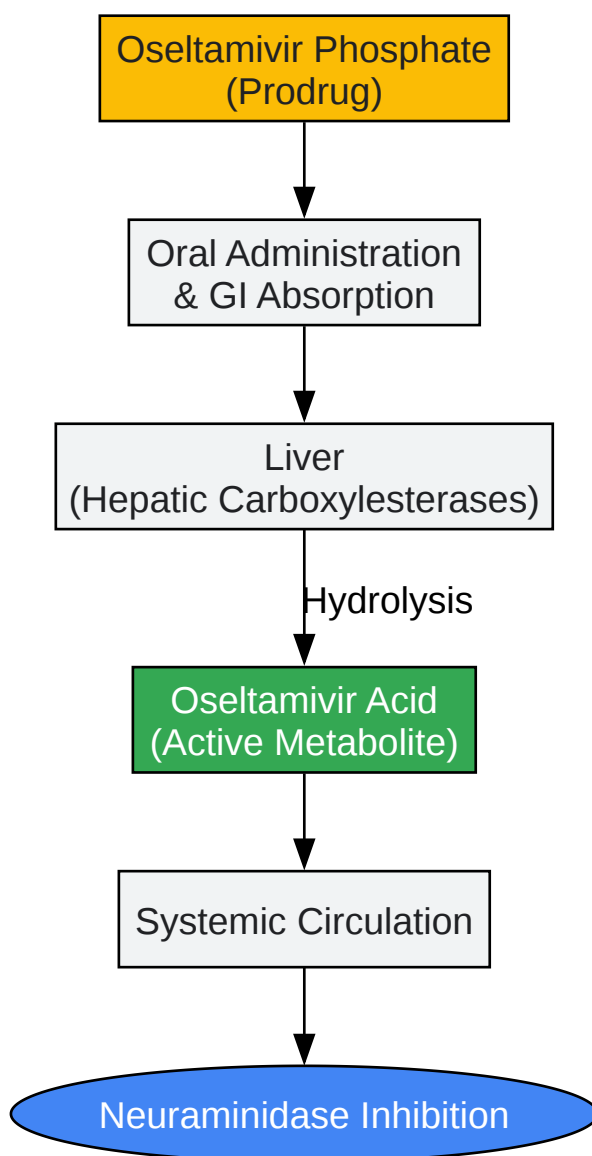 Oseltamivir Phosphate
(Prodrug)
Oral Administration
& GI Absorption
Liver
(Hepatic Carboxylesterases)
Hydrolysis
Oseltamivir Acid
(Active Metabolite)
Systemic Circulation
Neuraminidase Inhibition